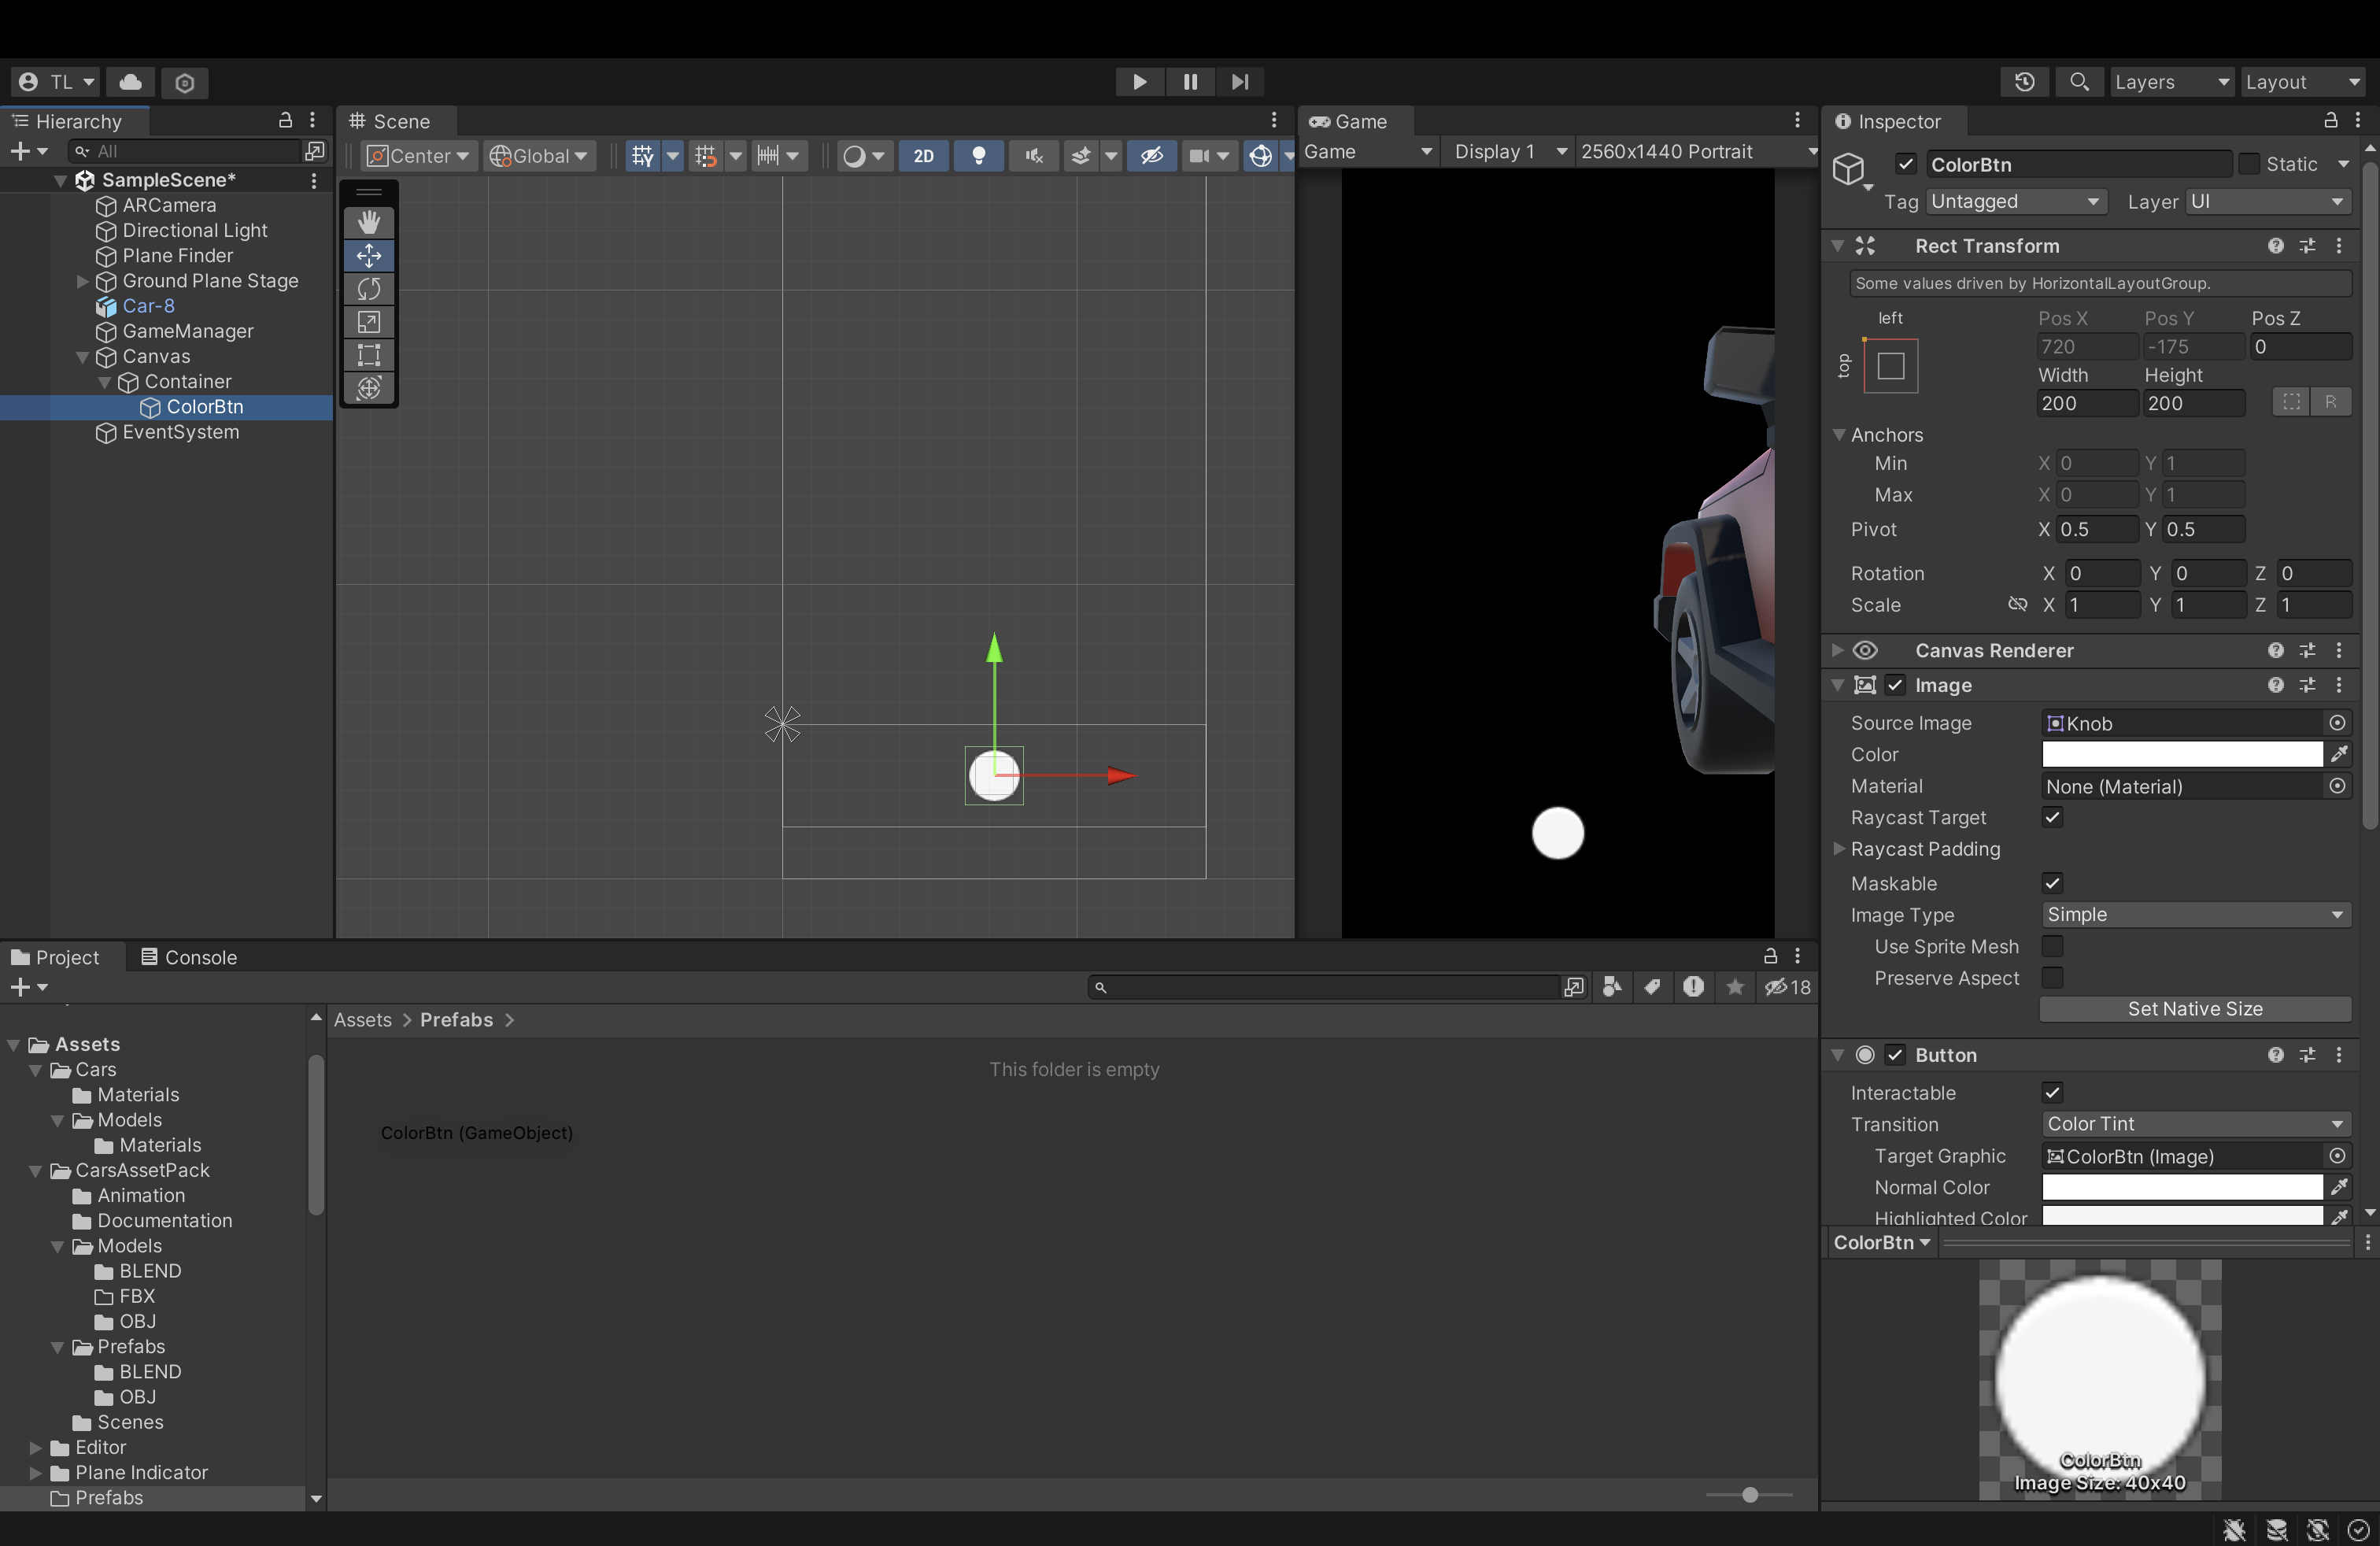 TL
Layers
Layout
Hierarchy
All
SampleScene*
ARCamera
Directional Light
Plane Finder
Ground Plane Stage
Car-8
GameManager
Canvas
Container
ColorBtn
EventSystem
Scene
Center
Global
2D
Game
Game
Display 1
2560x1440 Portrait
Inspector
ColorBtn
Static
Tag Untagged Layer UI
Rect Transform
Some values driven by HorizontalLayoutGroup.
left
top
Pos X Pos Y Pos Z
720 -175 0
Width Height
200 200 R
Anchors
Min X 0 Y 1
Max X 0 Y 1
Pivot X 0.5 Y 0.5
Rotation X 0 Y 0 Z 0
Scale X 1 Y 1 Z 1
Canvas Renderer
Image
Source Image Knob
Color
Material None (Material)
Raycast Target
Raycast Padding
Maskable
Image Type Simple
Use Sprite Mesh
Preserve Aspect
Set Native Size
Button
Interactable
Transition Color Tint
Target Graphic ColorBtn (Image)
Normal Color
Highlighted Color
ColorBtn
ColorBtn
Image Size: 40x40
Project
Console
18
Assets
Cars
Materials
Models
Materials
CarsAssetPack
Animation
Documentation
Models
BLEND
FBX
OBJ
Prefabs
BLEND
OBJ
Scenes
Editor
Plane Indicator
Prefabs
Assets > Prefabs >
This folder is empty
ColorBtn (GameObject)